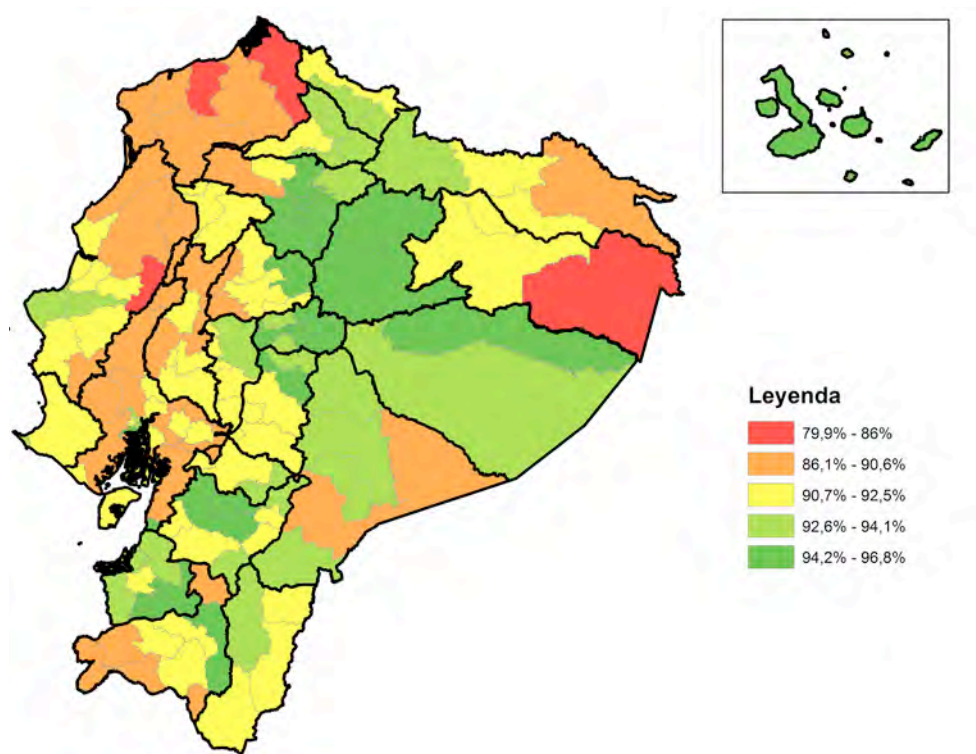 Leyenda
79,9% - 86%
86,1% - 90,6%
90,7% - 92,5%
92,6% - 94,1%
94,2% - 96,8%